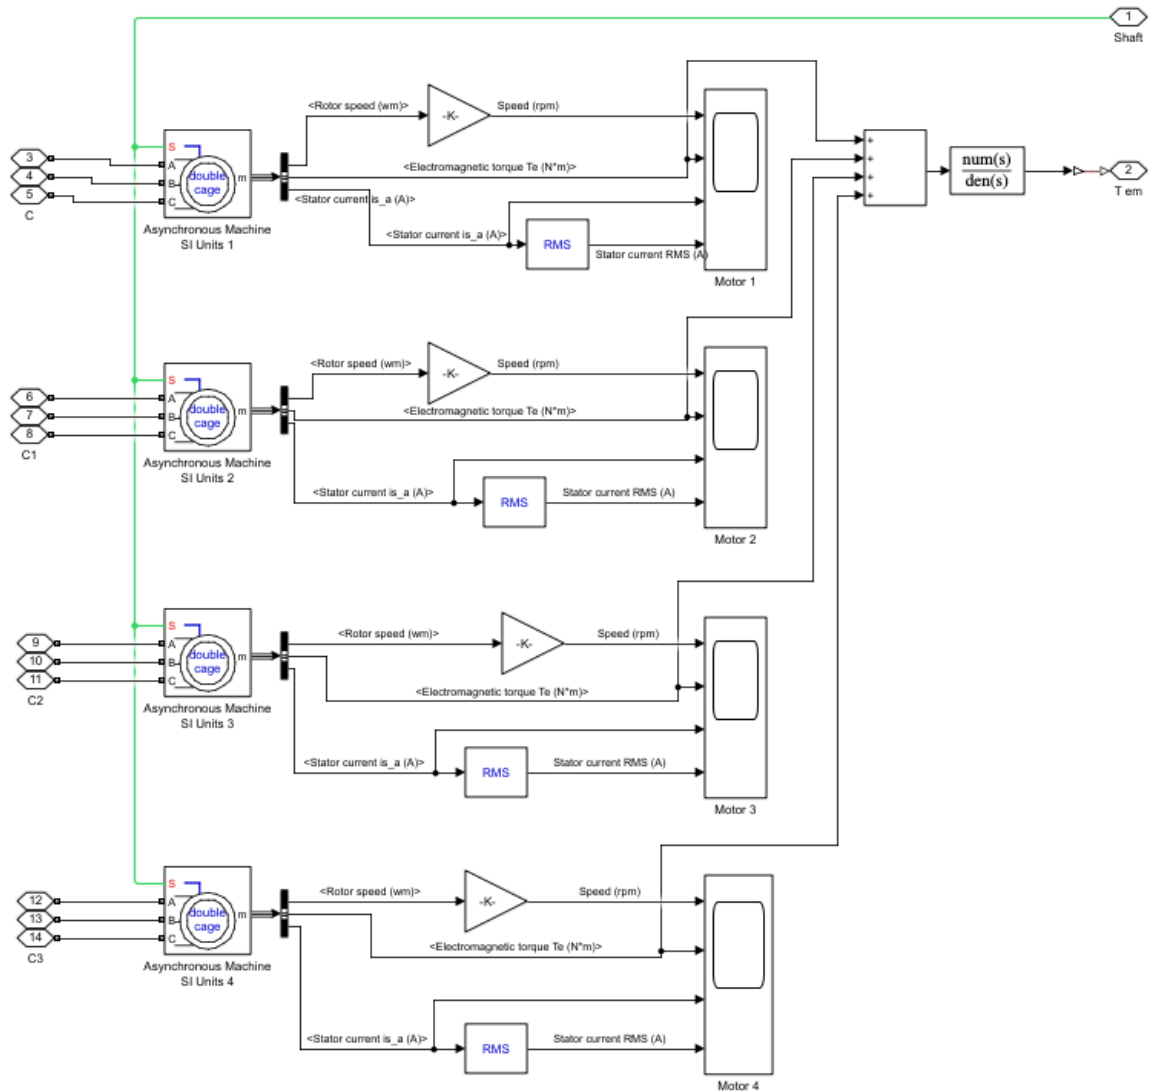 1
Shaft
<Rotor speed (wm)>
-K-
Speed (rpm)
S
A
B
C
double
cage
m
3
4
5
C
<Electromagnetic torque Te (N*m)>
<Stator current is_a (A)>
<Stator current is_a (A)>
RMS
Stator current RMS (A)
Asynchronous Machine
SI Units 1
Motor 1
+
+
+
+
num(s)
den(s)
2
T em
<Rotor speed (wm)>
-K-
Speed (rpm)
S
A
B
C
double
cage
m
6
7
8
C1
<Electromagnetic torque Te (N*m)>
<Stator current is_a (A)>
RMS
Stator current RMS (A)
Asynchronous Machine
SI Units 2
Motor 2
<Rotor speed (wm)>
-K-
Speed (rpm)
S
A
B
C
double
cage
m
9
10
11
C2
<Electromagnetic torque Te (N*m)>
<Stator current is_a (A)>
RMS
Stator current RMS (A)
Asynchronous Machine
SI Units 3
Motor 3
<Rotor speed (wm)>
-K-
Speed (rpm)
S
A
B
C
double
cage
m
12
13
14
C3
<Electromagnetic torque Te (N*m)>
<Stator current is_a (A)>
RMS
Stator current RMS (A)
Asynchronous Machine
SI Units 4
Motor 4